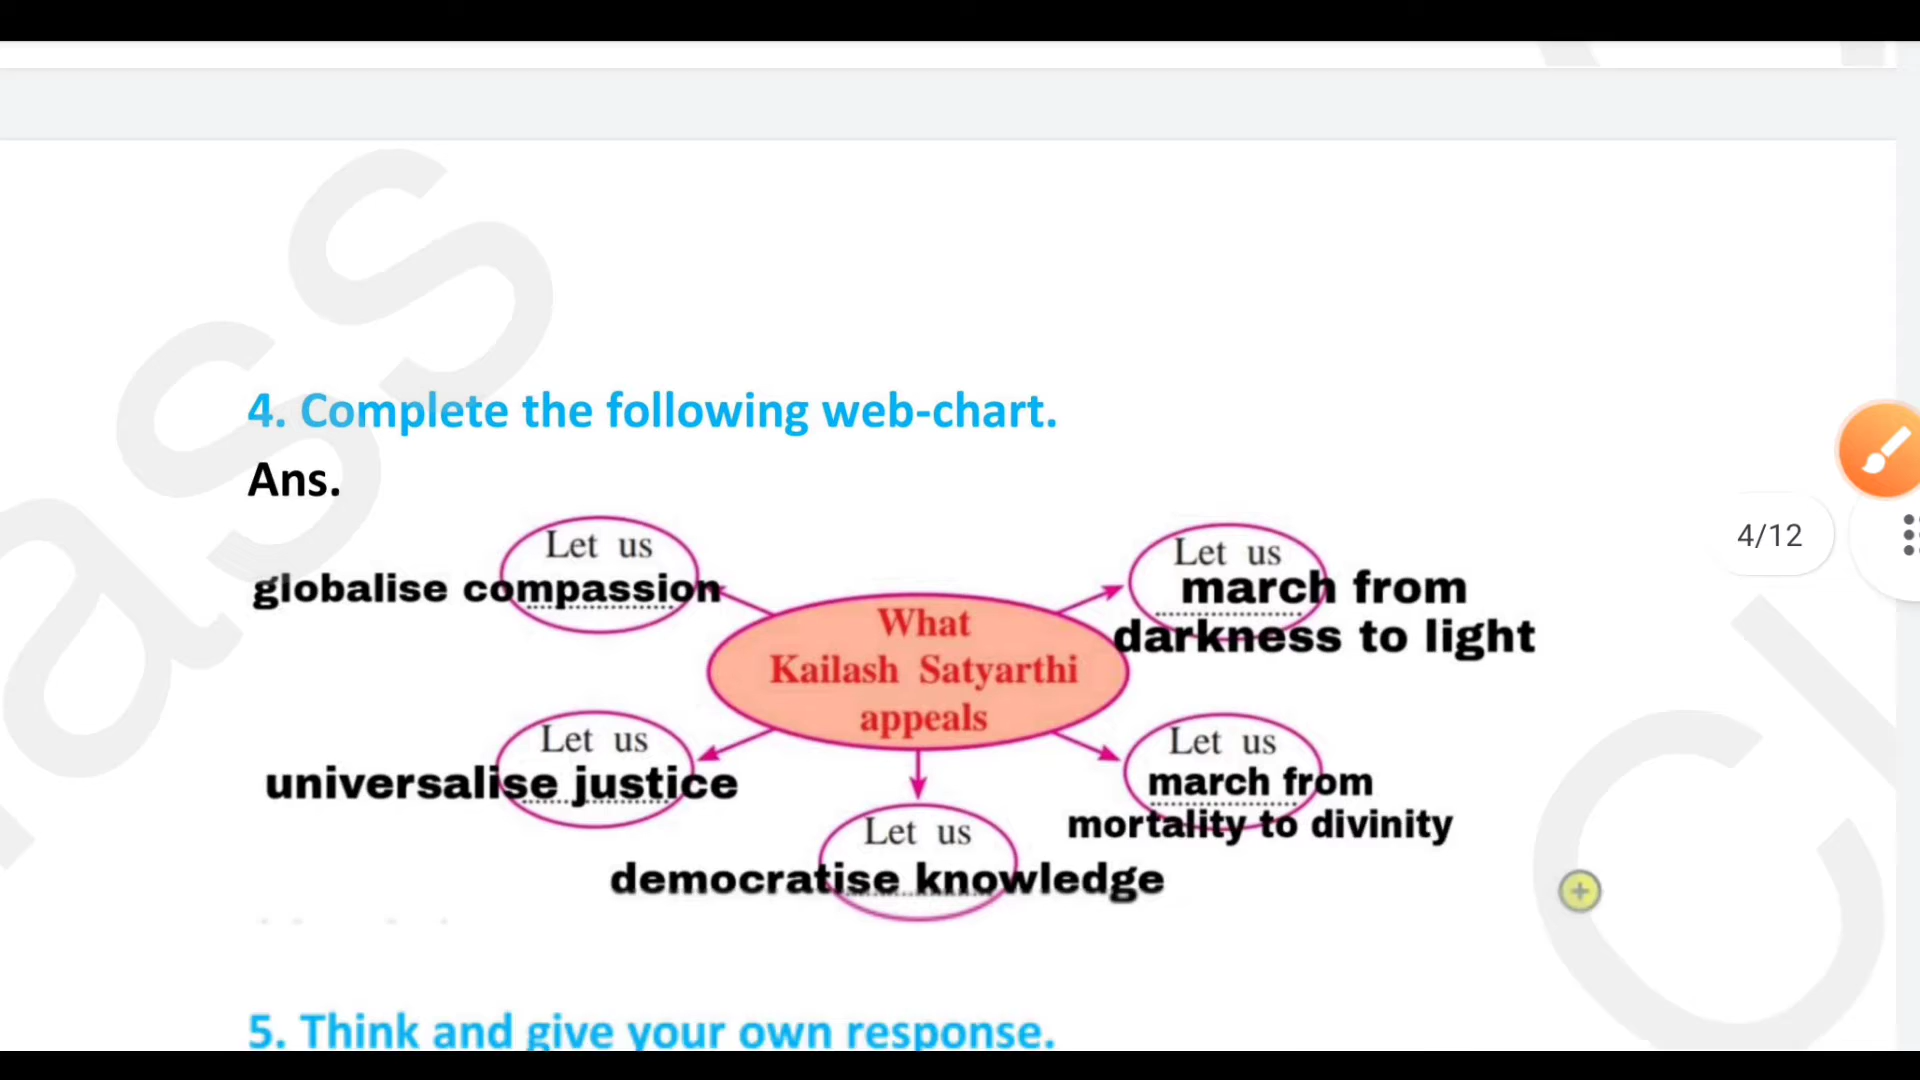 4. Complete the following web-chart.
Ans.
Let us
globalise compassion
Let us
march from
darkness to light
What
Kailash Satyarthi
appeals
Let us
universalise justice
Let us
march from
mortality to divinity
Let us
democratise knowledge
5. Think and give your own response.
4/12
ass
Cl